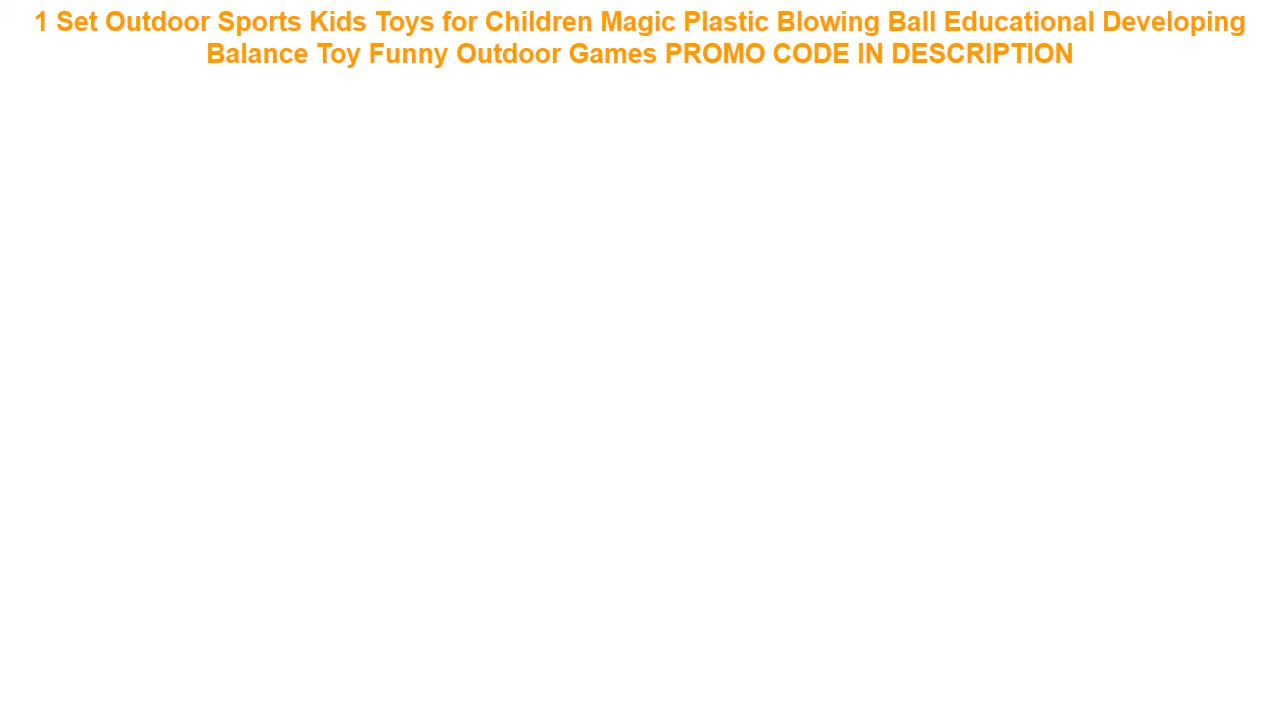 1 Set Outdoor Sports Kids Toys for Children Magic Plastic Blowing Ball Educational Developing
Balance Toy Funny Outdoor Games PROMO CODE IN DESCRIPTION